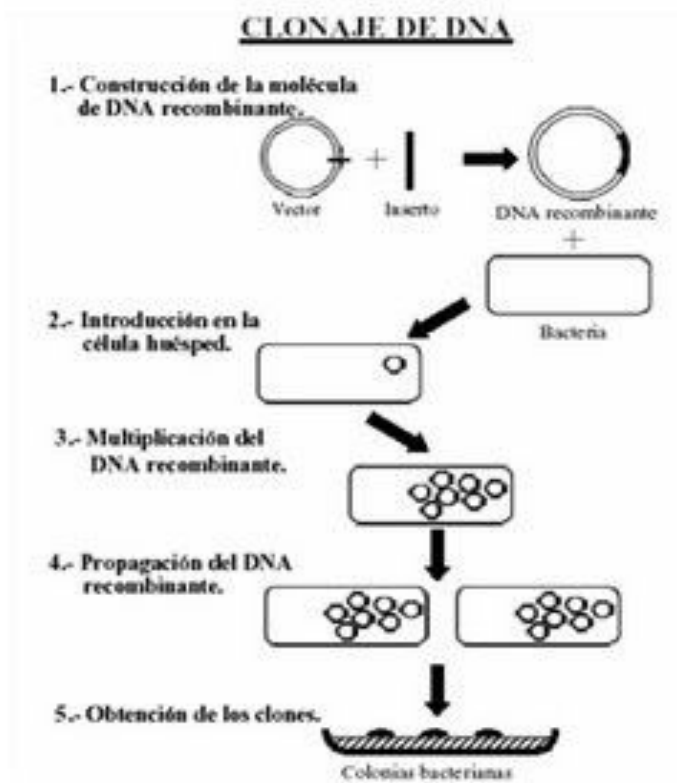 CLONAJE DE DNA
1.- Construcción de la molécula
de DNA recombinante.
+
Vector
Inserto
DNA recombinante
+
Bacteria
2.- Introducción en la
célula huésped.
3.- Multiplicación del
DNA recombinante.
4.- Propagación del DNA
recombinante.
5.- Obtención de los clones.
Colonias bacterianas